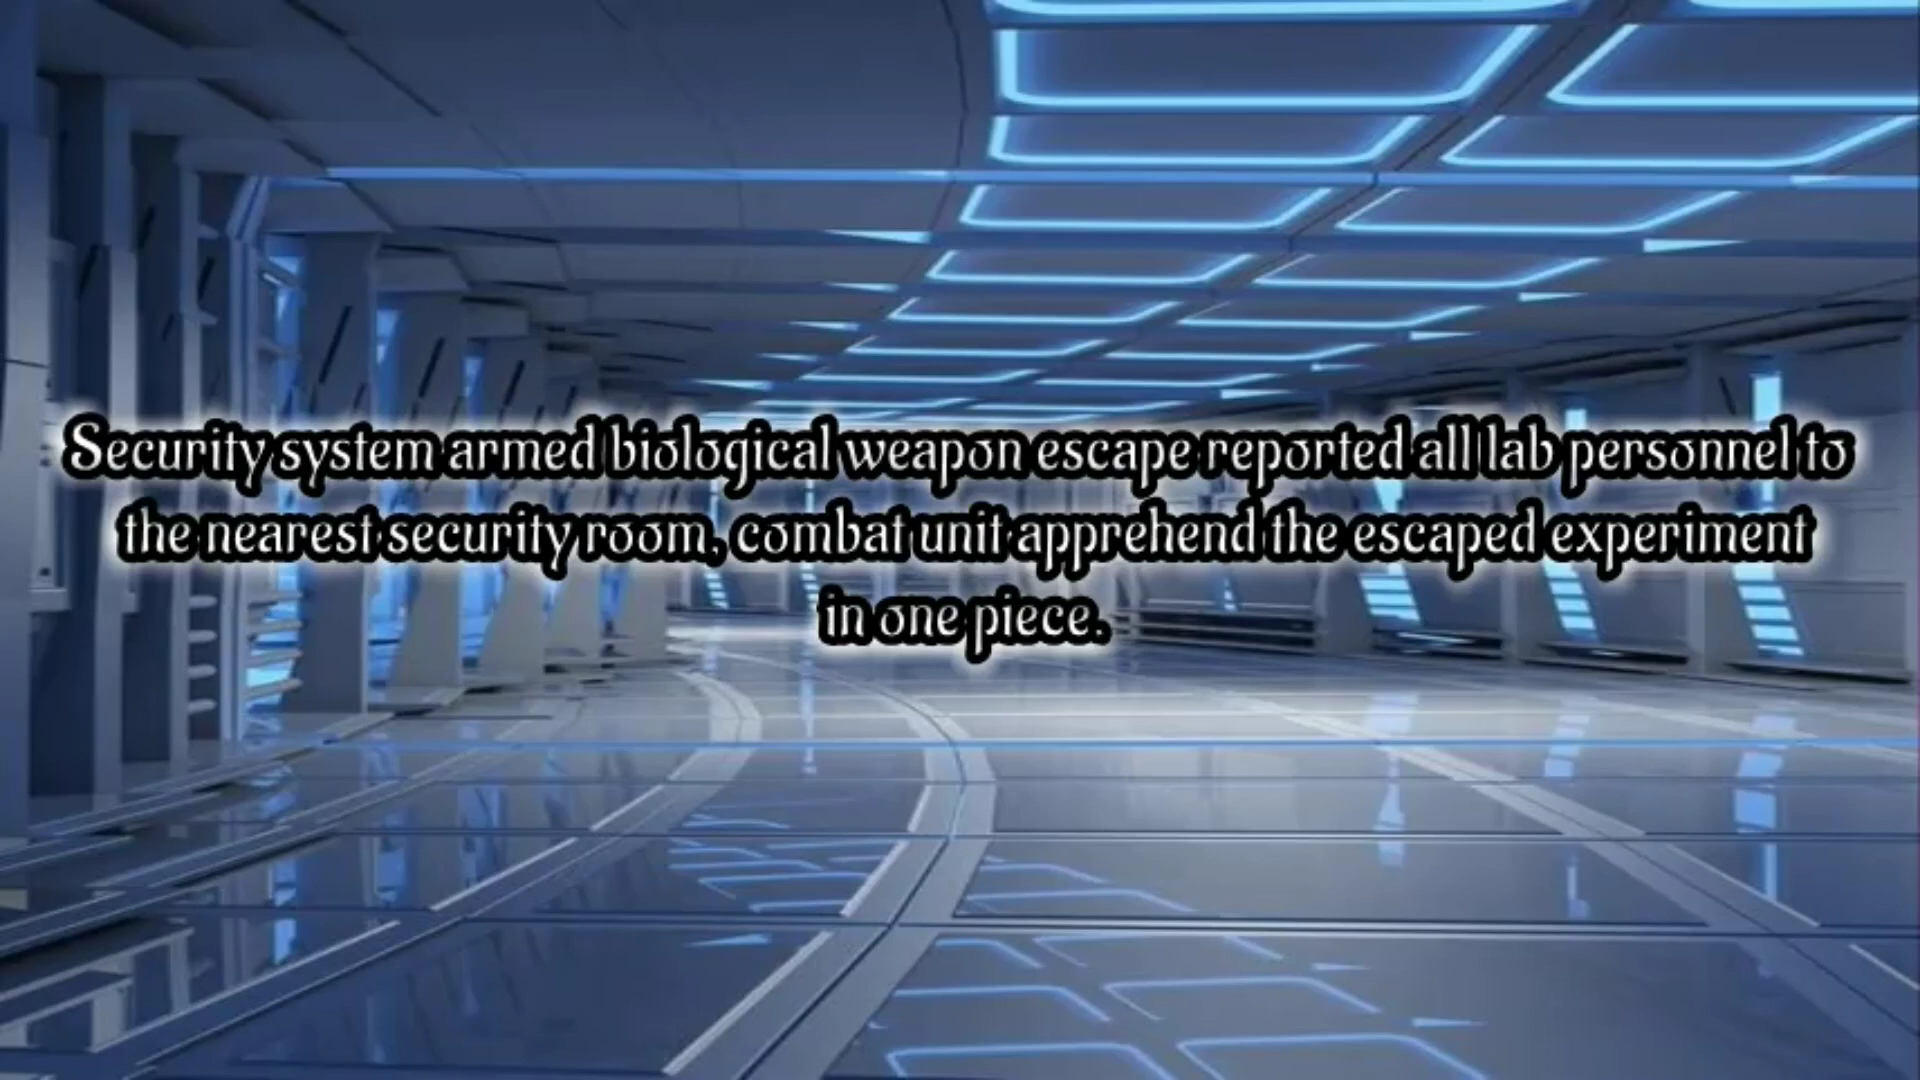 Security system armed biological weapon escape reported all lab personnel to
the nearest security room, combat unit apprehend the escaped experiment
in one piece.